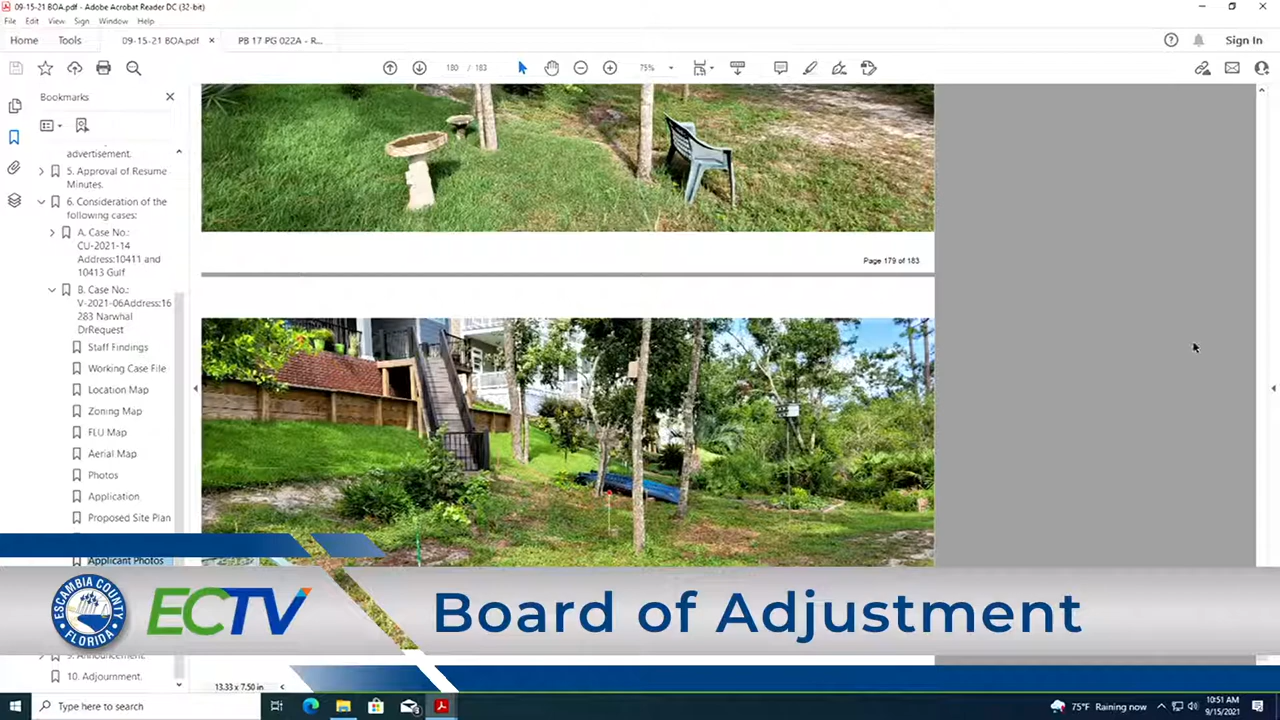 09-15-21 BOA.pdf - Adobe Acrobat Reader DC (32-bit)
File Edit View Sign Window Help
Home Tools 09-15-21 BOA.pdf × PB 17 PG 022A - R... Sign In
180 / 183 75%
Bookmarks
advertisement.
5. Approval of Resume
Minutes.
6. Consideration of the
following cases:
A. Case No.:
CU-2021-14
Address:10411 and
10413 Gulf
B. Case No.:
V-2021-06Address:16
283 Narwhal
DrRequest
Staff Findings
Working Case File
Location Map
Zoning Map
FLU Map
Aerial Map
Photos
Application
Proposed Site Plan
Applicant Photos
10. Adjournment.
Page 179 of 183
ESCAMBIA COUNTY
FLORIDA
ECTV
Board of Adjustment
13.33 x 7.50 in
Type here to search
75°F Raining now
10:51 AM
9/15/2021